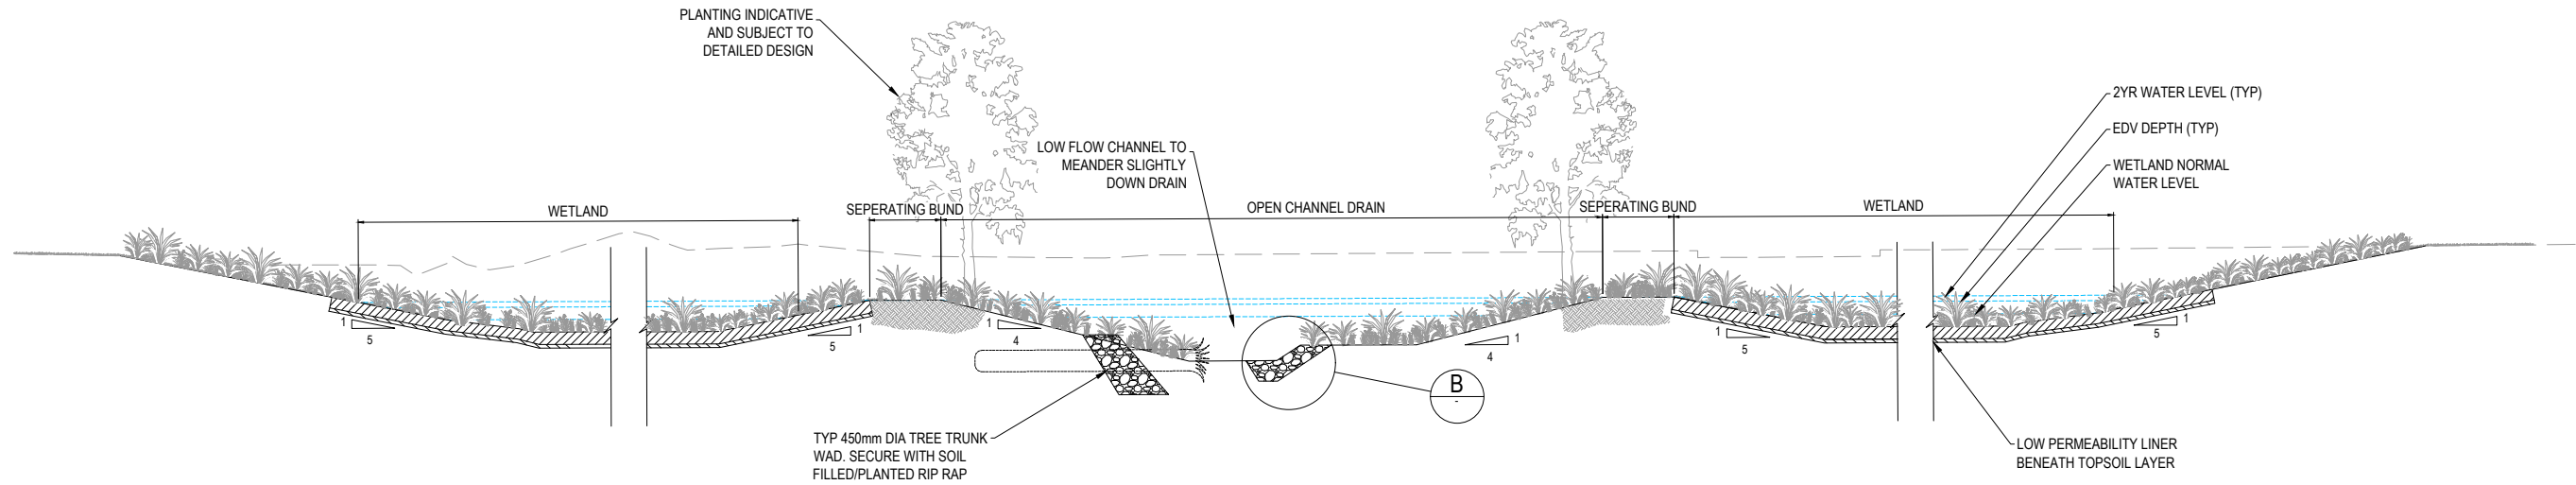 PLANTING INDICATIVE
AND SUBJECT TO
DETAILED DESIGN
2YR WATER LEVEL (TYP)
EDV DEPTH (TYP)
LOW FLOW CHANNEL TO
MEANDER SLIGHTLY
DOWN DRAIN
WETLAND NORMAL
WATER LEVEL
WETLAND
SEPERATING BUND
OPEN CHANNEL DRAIN
SEPERATING BUND
WETLAND
1
5
1
5
1
4
1
4
1
5
1
5
B
-
TYP 450mm DIA TREE TRUNK
WAD. SECURE WITH SOIL
FILLED/PLANTED RIP RAP
LOW PERMEABILITY LINER
BENEATH TOPSOIL LAYER